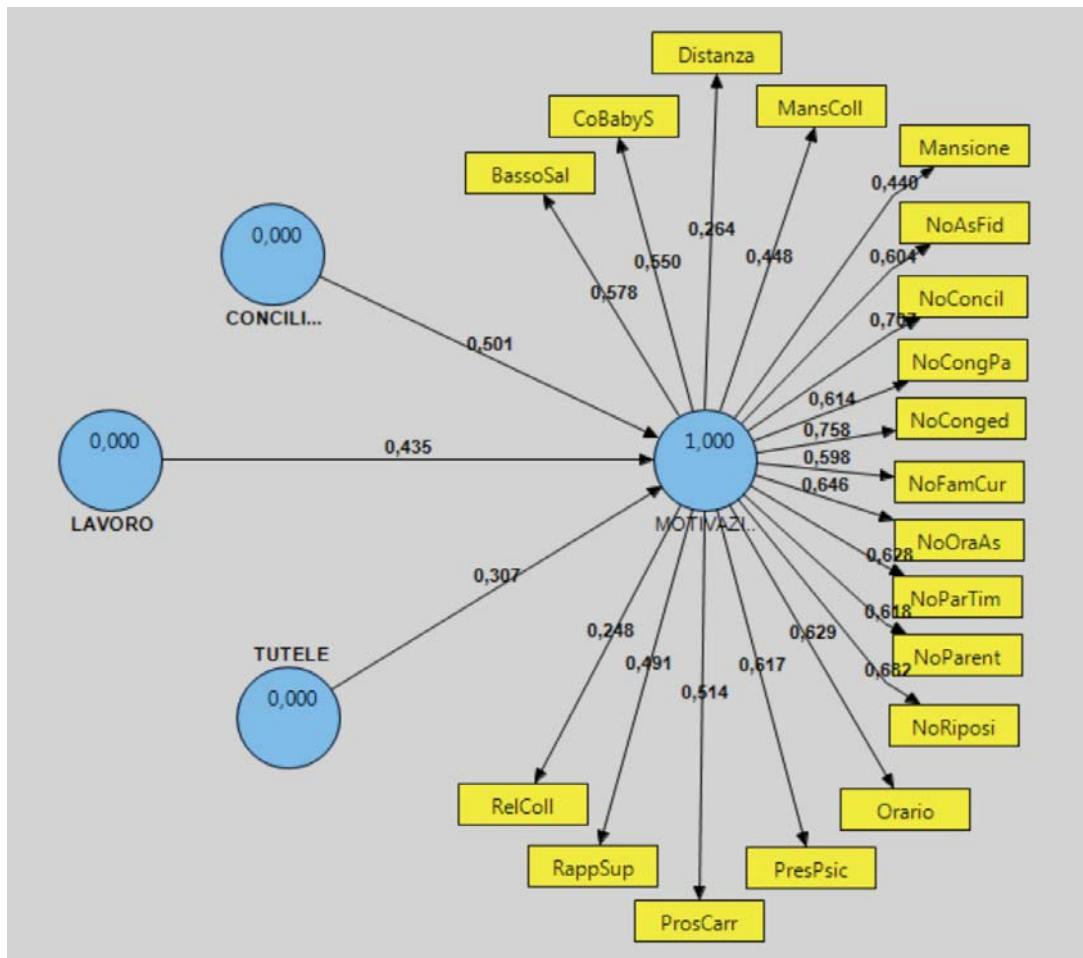 Distanza
MansColl
CoBabyS
Mansione
BassoSal
0,440
NoAsFid
0,000
0,264
0,604
0,448
0,550
NoConcil
0,578
0,707
CONCILI...
0,501
NoCongPa
0,614
NoConged
0,000
1,000
0,758
0,435
0,598
NoFamCur
0,646
LAVORO
MOTIVAZI...
NoOraAs
0,628
0,307
NoParTim
0,618
0,248
0,629
TUTELE
0,491
NoParent
0,617
0,682
0,000
0,514
NoRiposi
RelColl
Orario
RappSup
PresPsic
ProsCarr